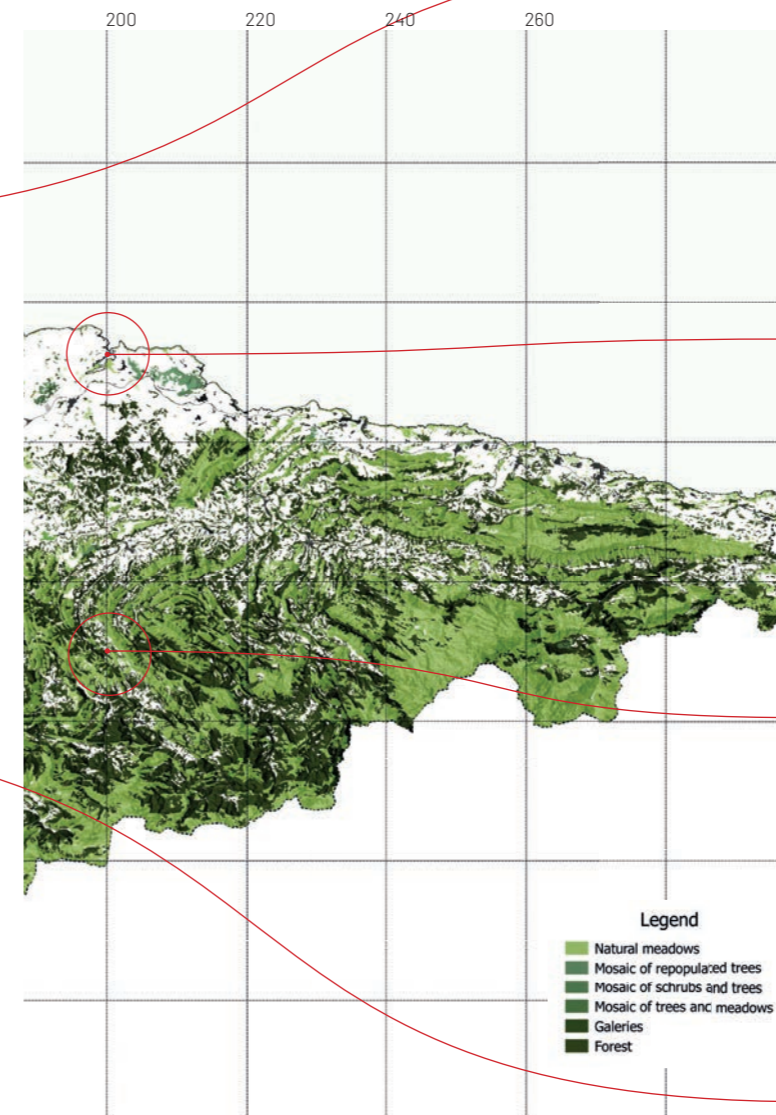 200 220 240 260
Legend
Natural meadows
Mosaic of repopulated trees
Mosaic of schrubs and trees
Mosaic of trees and meadows
Galeries
Forest